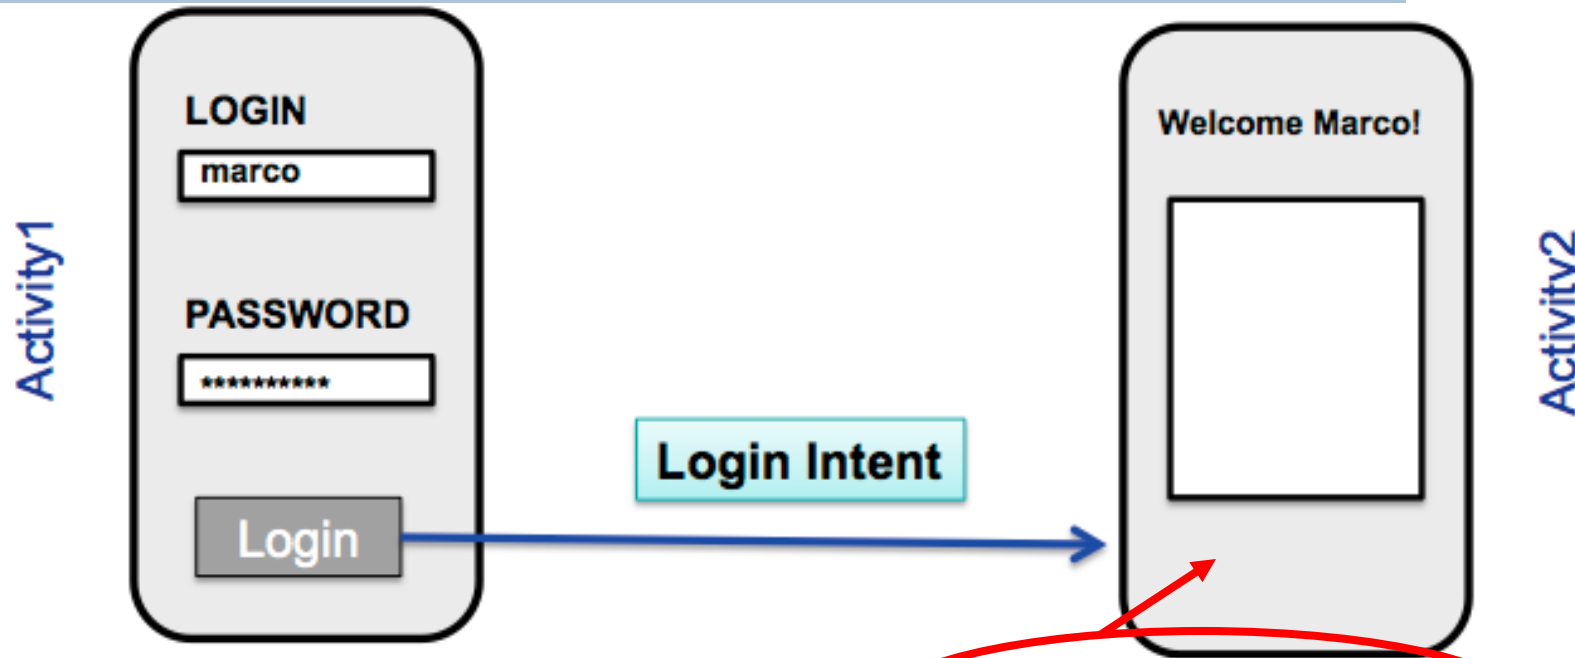 Activity1
LOGIN
marco
PASSWORD
**********
Login
Login Intent
Welcome Marco!
Activity2